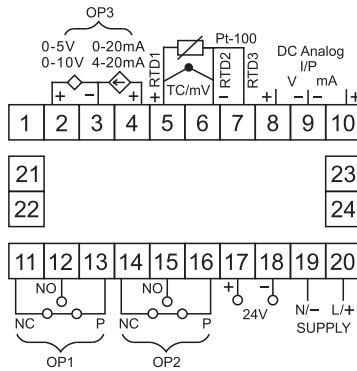 OP3
0-5V 0-20mA
0-10V 4-20mA
+ − +
+ RTD1
Pt-100
TC/mV
− RTD2
RTD3
DC Analog
I/P
V mA
+ − +
1 2 3 4 5 6 7 8 9 10
21 23
22 24
11 12 13 14 15 16 17 18 19 20
NO NO + −
24V
N/− L/+
NC P NC P
SUPPLY
OP1 OP2